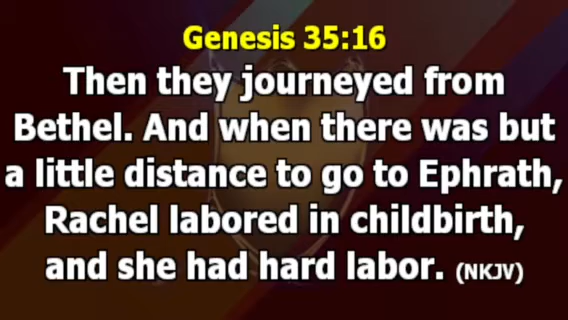 Genesis 35:16
Then they journeyed from
Bethel. And when there was but
a little distance to go to Ephrath,
Rachel labored in childbirth,
and she had hard labor. (NKJV)